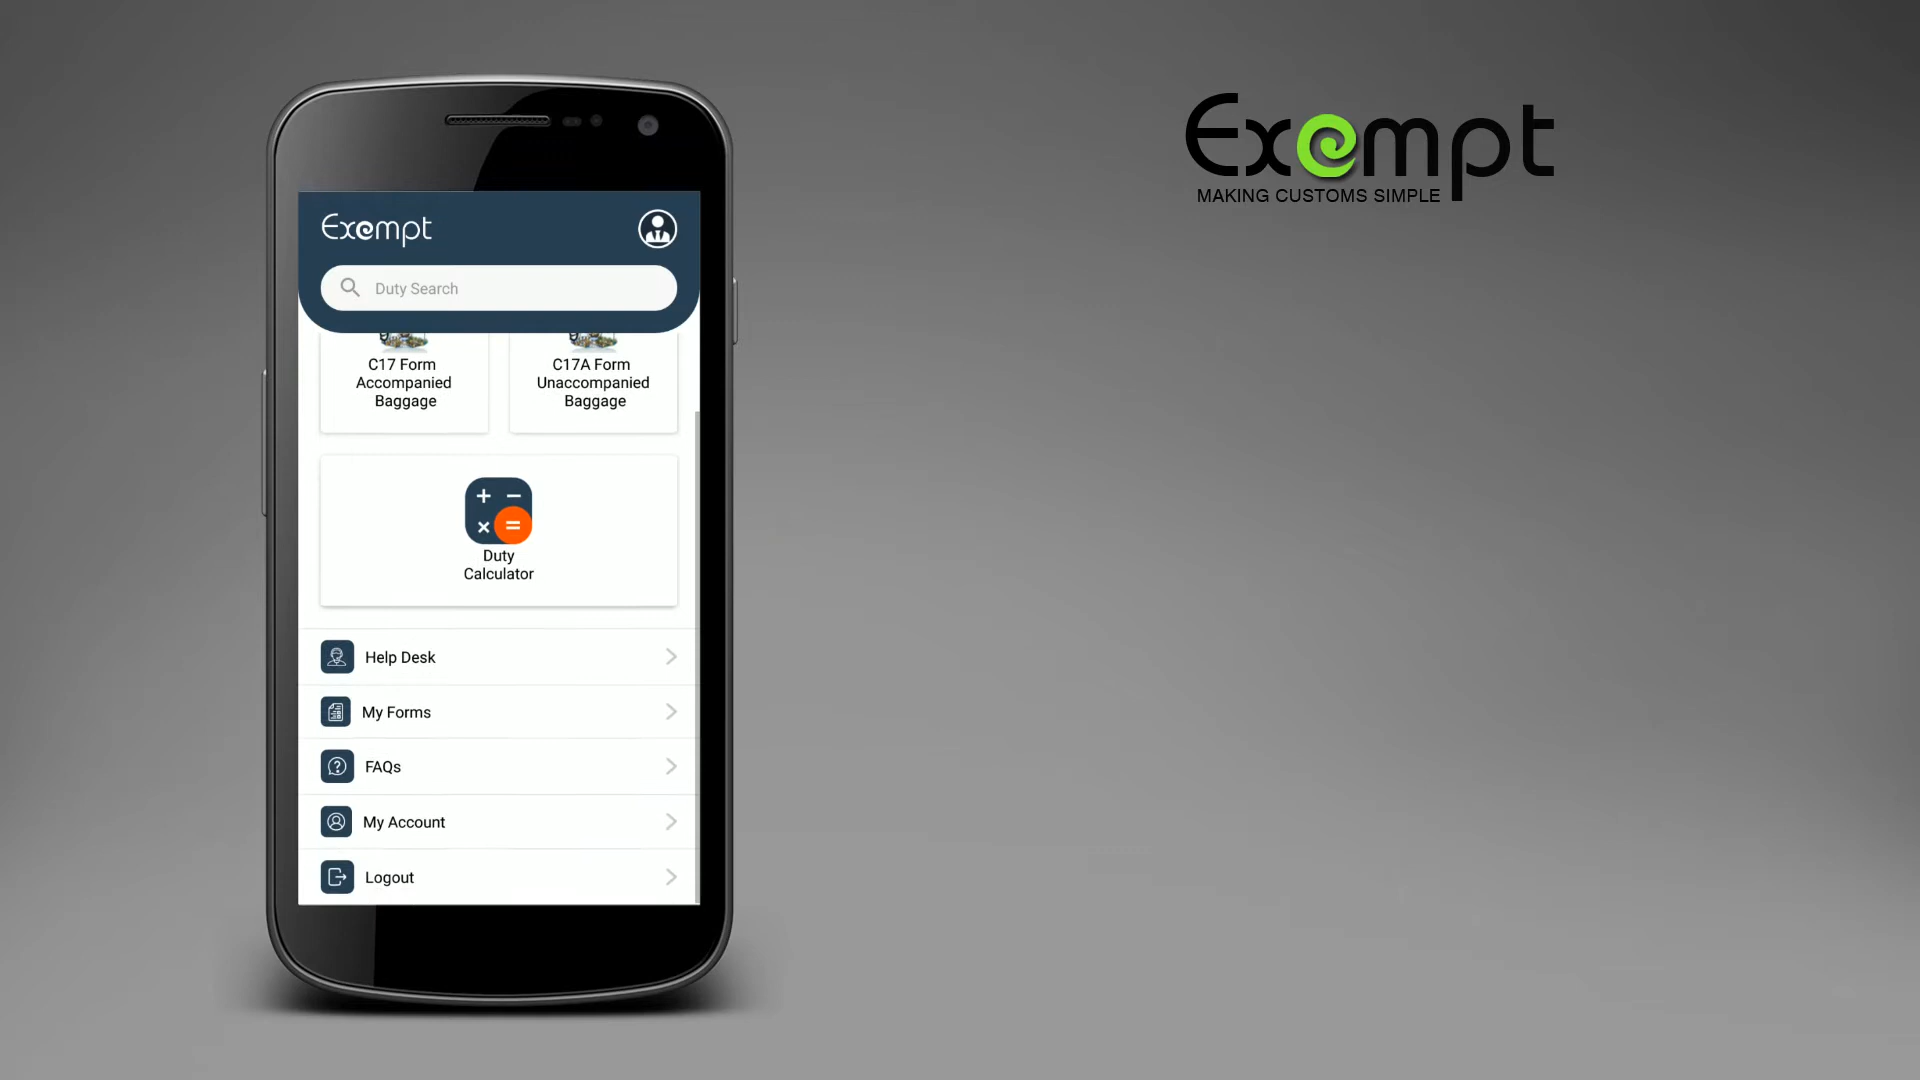 Exempt
MAKING CUSTOMS SIMPLE
Exempt
Duty Search
C17 Form
Accompanied
Baggage
C17A Form
Unaccompanied
Baggage
Duty
Calculator
Help Desk
My Forms
FAQs
My Account
Logout